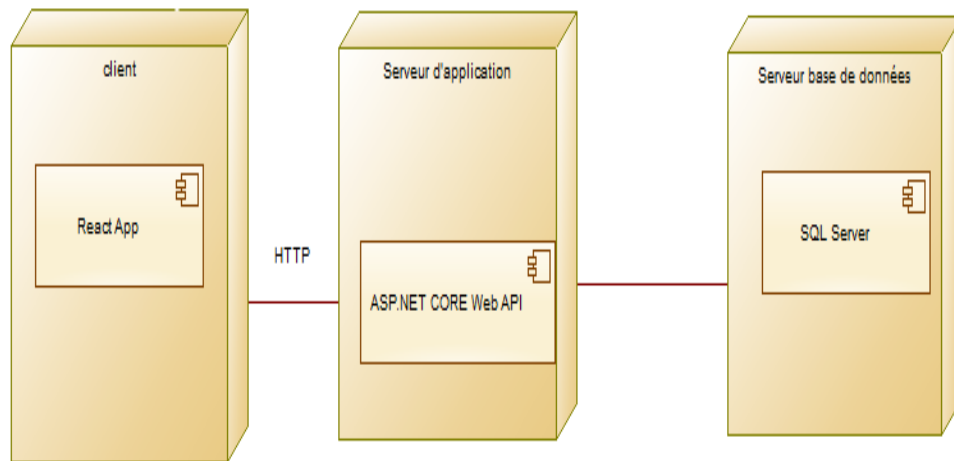 client
React App
HTTP
Serveur d'application
ASP.NET CORE Web API
Serveur base de données
SQL Server